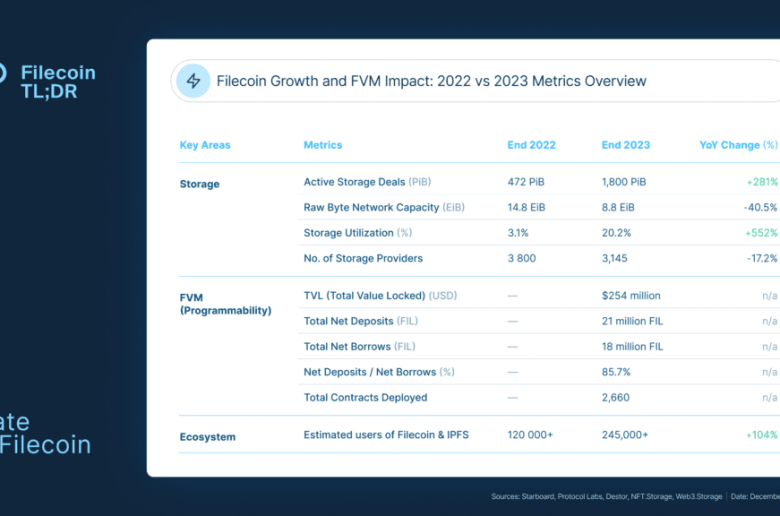 Filecoin
TL;DR
Filecoin Growth and FVM Impact: 2022 vs 2023 Metrics Overview
Key Areas Metrics End 2022 End 2023 YoY Change (%)
Storage Active Storage Deals (PiB) 472 PiB 1,800 PiB +281%
Raw Byte Network Capacity (EiB) 14.8 EiB 8.8 EiB -40.5%
Storage Utilization (%) 3.1% 20.2% +552%
No. of Storage Providers 3 800 3,145 -17.2%
FVM
(Programmability)
TVL (Total Value Locked) (USD) — $254 million n/a
Total Net Deposits (FIL) — 21 million FIL n/a
Total Net Borrows (FIL) — 18 million FIL n/a
Net Deposits / Net Borrows (%) — 85.7% n/a
Total Contracts Deployed — 2,660 n/a
Ecosystem Estimated users of Filecoin & IPFS 120 000+ 245,000+ +104%
ate
Filecoin
Sources: Starboard, Protocol Labs, Destor, NFT.Storage, Web3.Storage | Date: Decembe